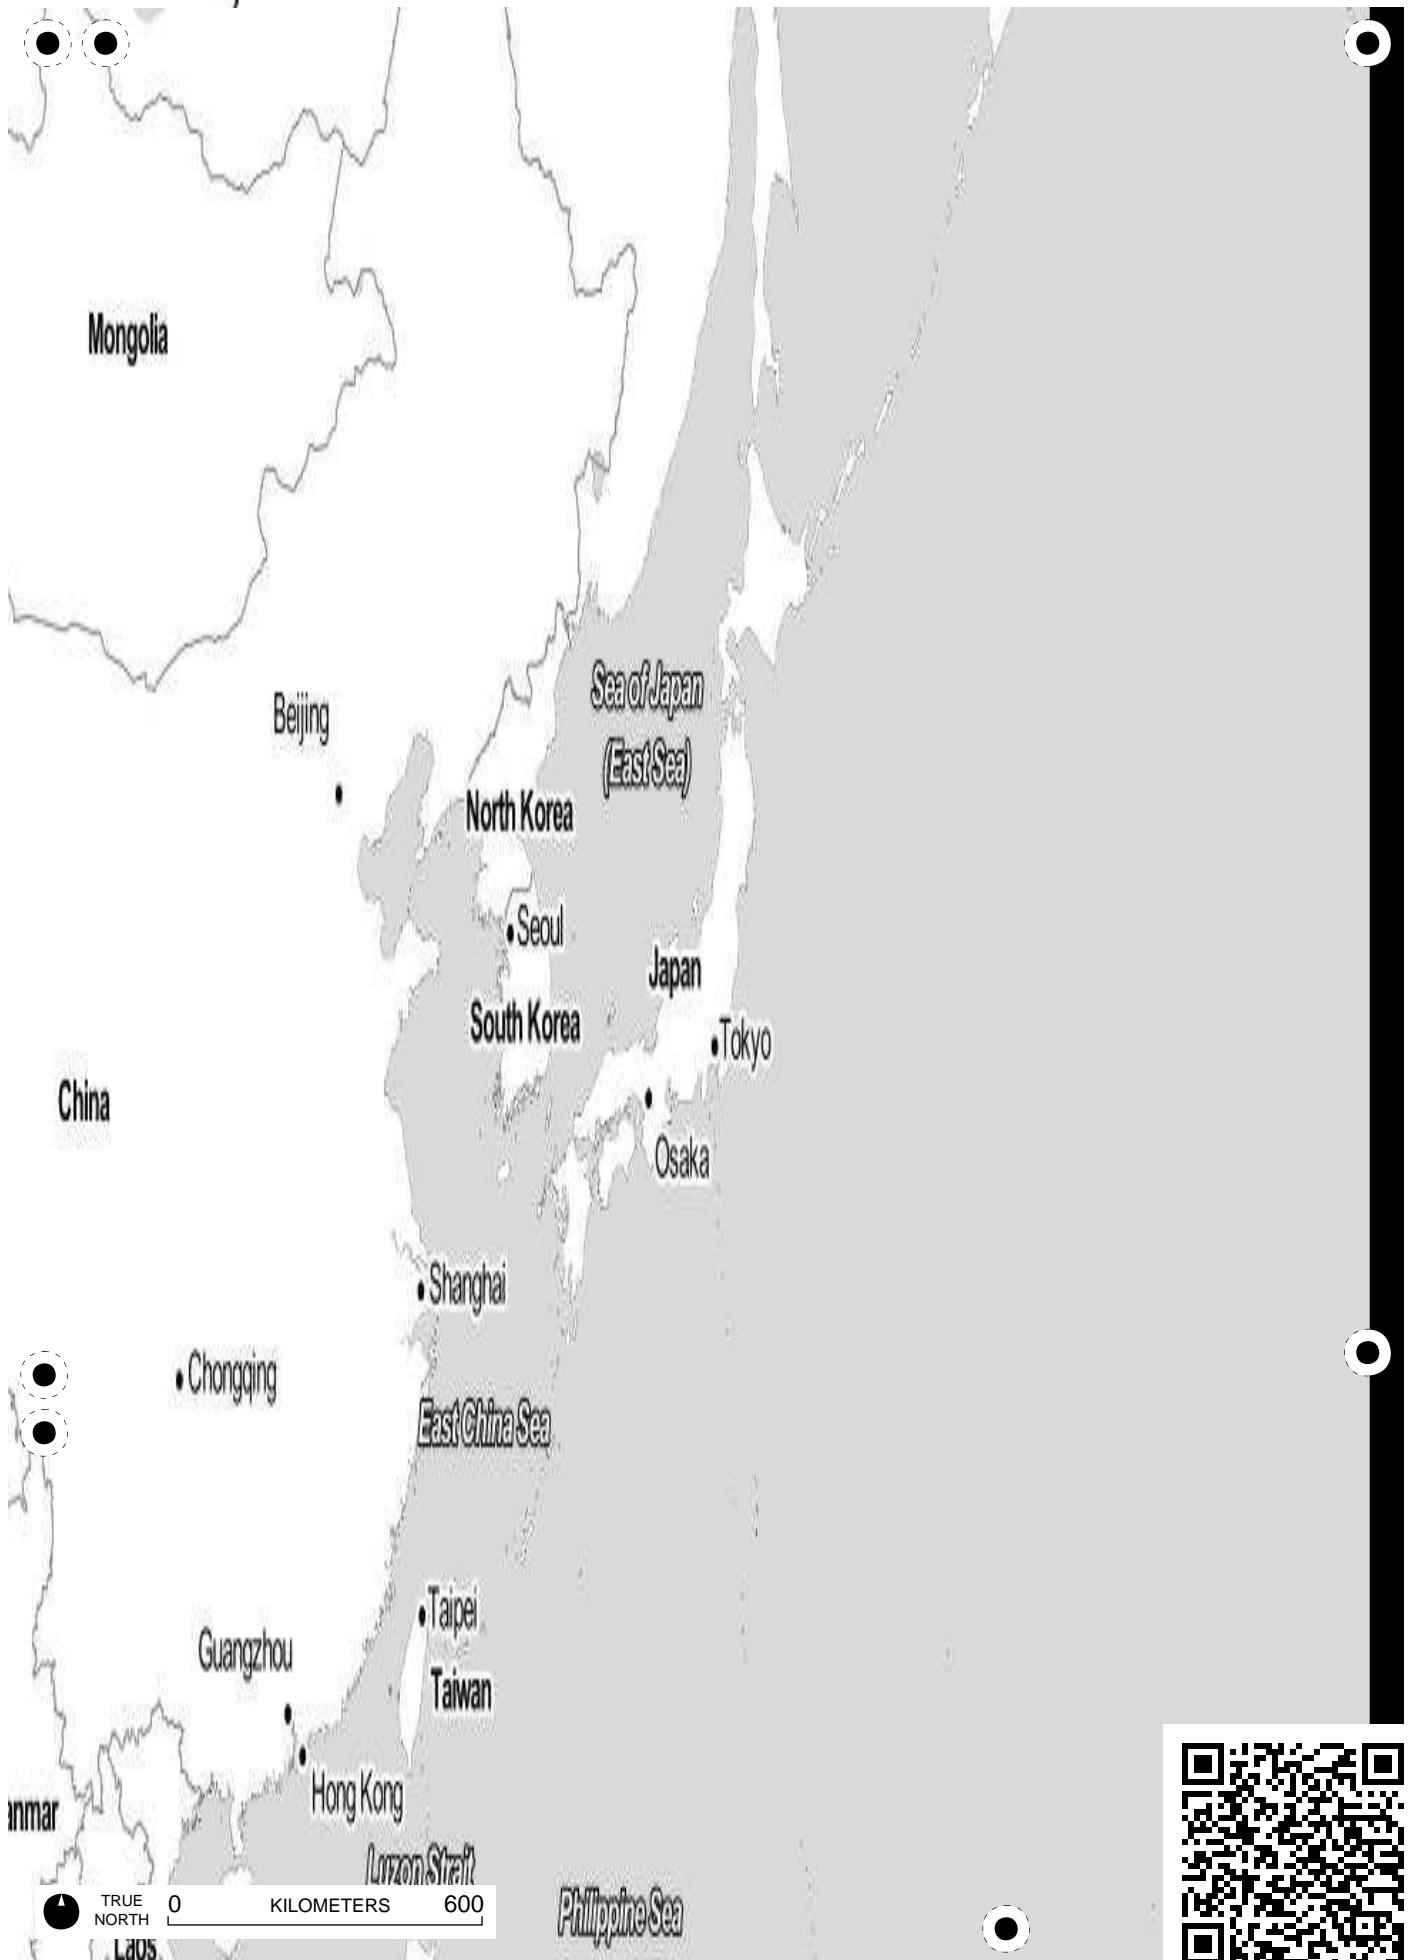 Mongolia
Beijing
Sea of Japan
(East Sea)
North Korea
Seoul
Japan
South Korea
Tokyo
China
Osaka
Shanghai
Chongqing
East China Sea
Taipei
Guangzhou
Taiwan
Hong Kong
anmar
Luzon Strait
Philippine Sea
TRUE
NORTH
0 KILOMETERS 600
Laos